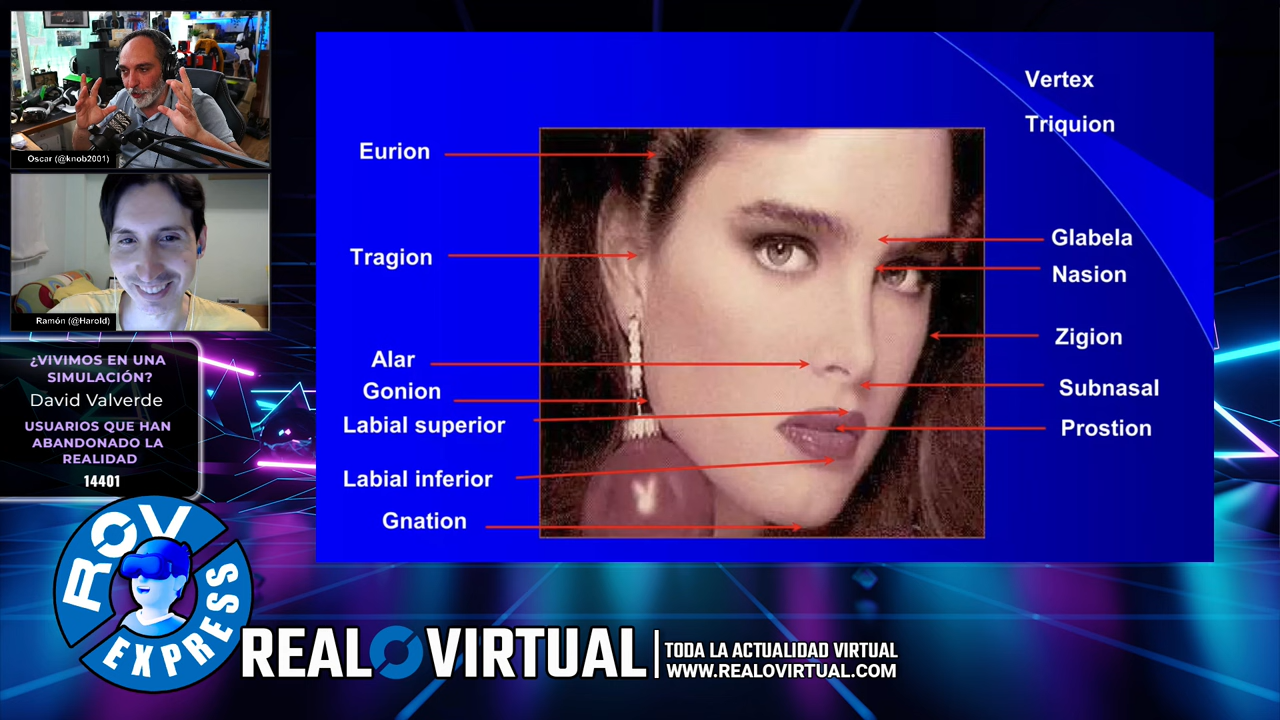 Oscar (@knob2001)
Ramón (@Harold)
¿VIVIMOS EN UNA
SIMULACIÓN?
David Valverde
USUARIOS QUE HAN
ABANDONADO LA
REALIDAD
14401
Vertex
Triquion
Eurion
Tragion
Alar
Gonion
Labial superior
Labial inferior
Gnation
Glabela
Nasion
Zigion
Subnasal
Prostion
ROV
EXPRESS
REAL O VIRTUAL
TODA LA ACTUALIDAD VIRTUAL
WWW.REALOVIRTUAL.COM